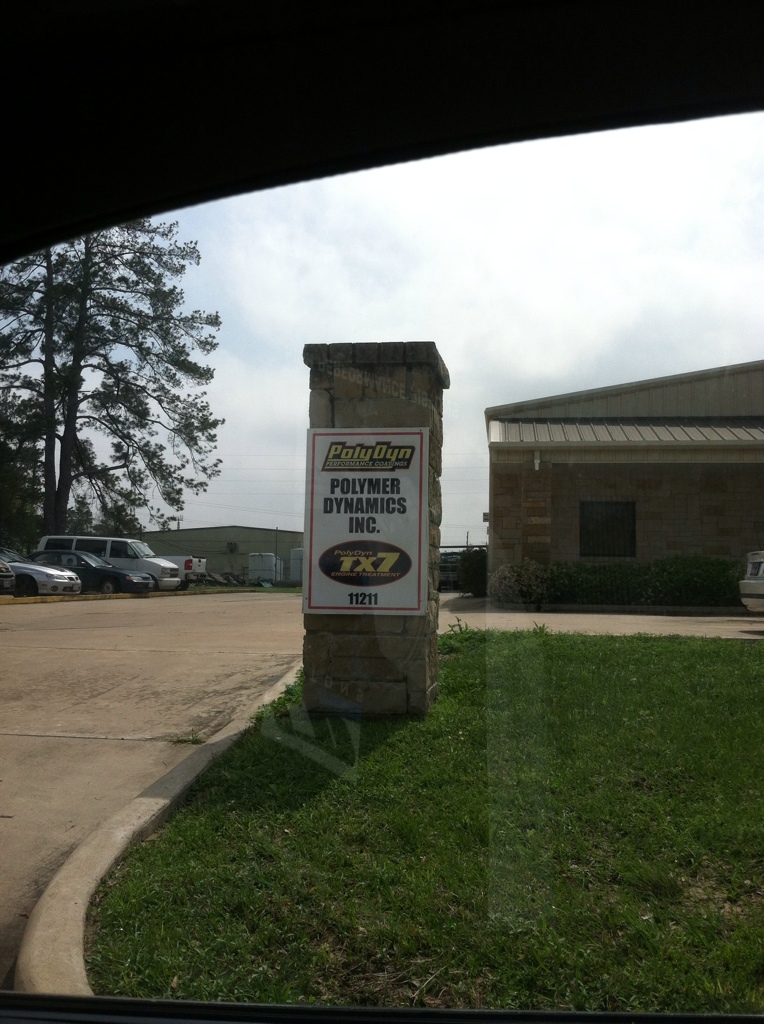 PolyDyn
PERFORMANCE COATINGS
POLYMER
DYNAMICS
INC.
PolyDyn
TX7
ENGINE TREATMENT
11211